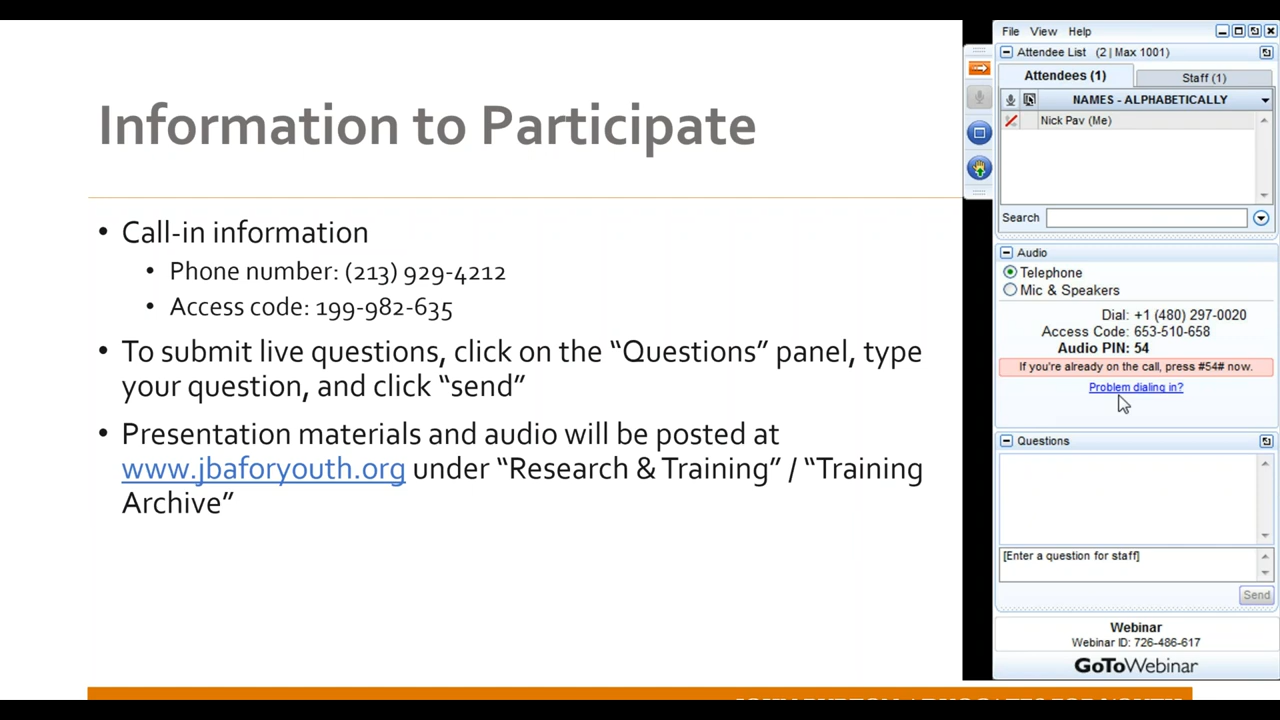 Information to Participate
• Call-in information
• Phone number: (213) 929-4212
• Access code: 199-982-635
• To submit live questions, click on the “Questions” panel, type
your question, and click “send”
• Presentation materials and audio will be posted at
www.jbaforyouth.org under “Research & Training” / “Training
Archive”
File View Help
Attendee List (2 | Max 1001)
Attendees (1) Staff (1)
NAMES - ALPHABETICALLY
Nick Pav (Me)
Search
Audio
Telephone
Mic & Speakers
Dial: +1 (480) 297-0020
Access Code: 653-510-658
Audio PIN: 54
If you're already on the call, press #54# now.
Problem dialing in?
Questions
[Enter a question for staff]
Send
Webinar
Webinar ID: 726-486-617
GoToWebinar